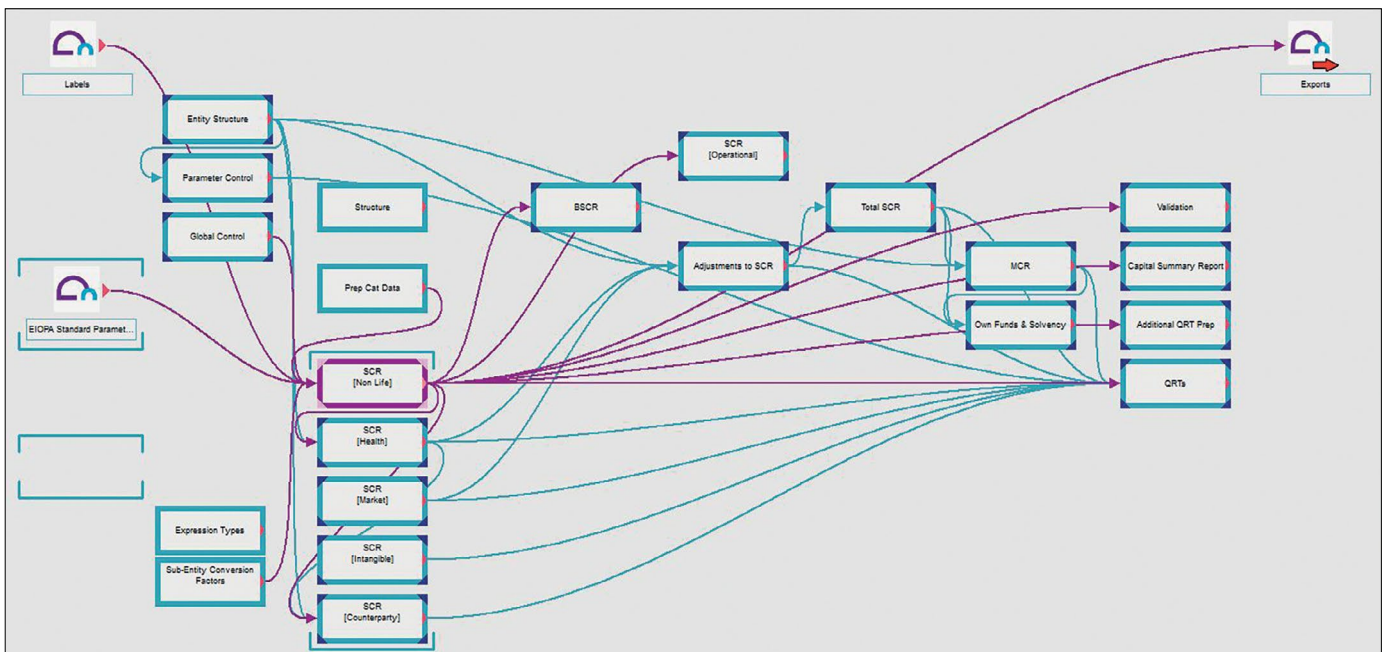 Labels
Exports
Entity Structure
SCR
[Operational]
Parameter Control
Structure
BSCR
Total SCR
Validation
Global Control
Adjustments to SCR
MCR
Capital Summary Report
Prep Cat Data
EIOPA Standard Paramet...
Own Funds & Solvency
Additional QRT Prep
SCR
[Non Life]
QRTs
SCR
[Health]
SCR
[Market]
Expression Types
SCR
[Intangible]
Sub-Entity Conversion
Factors
SCR
[Counterparty]